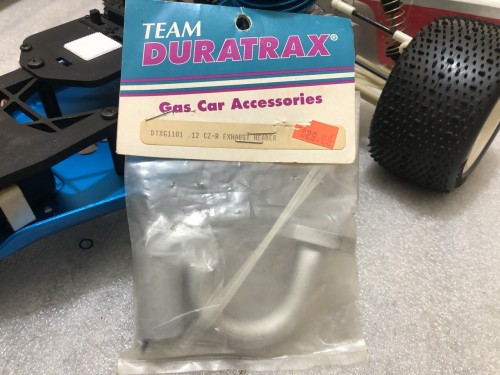 TEAM
DURATRAX®
Gas Car Accessories
DTXG1101 .12 CZ-R EXHAUST HEADER